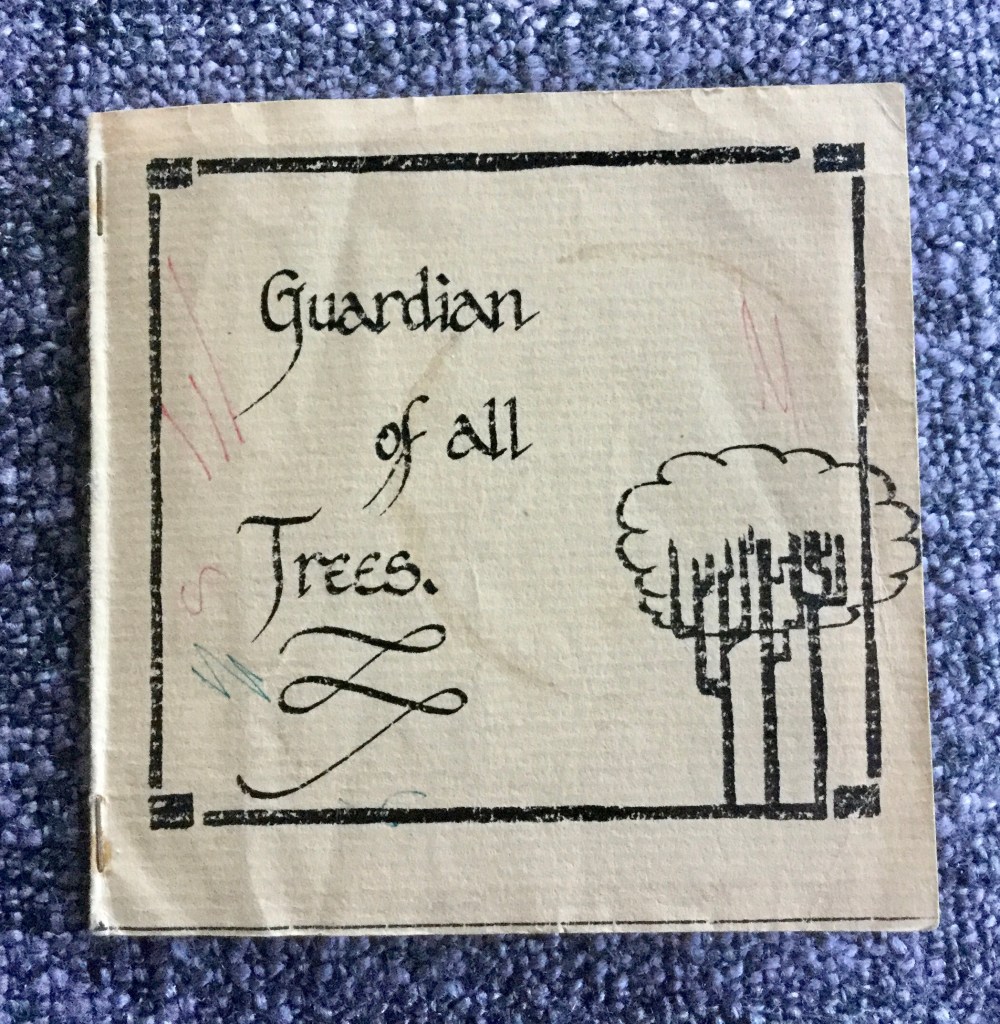 Guardian
of all
Trees.